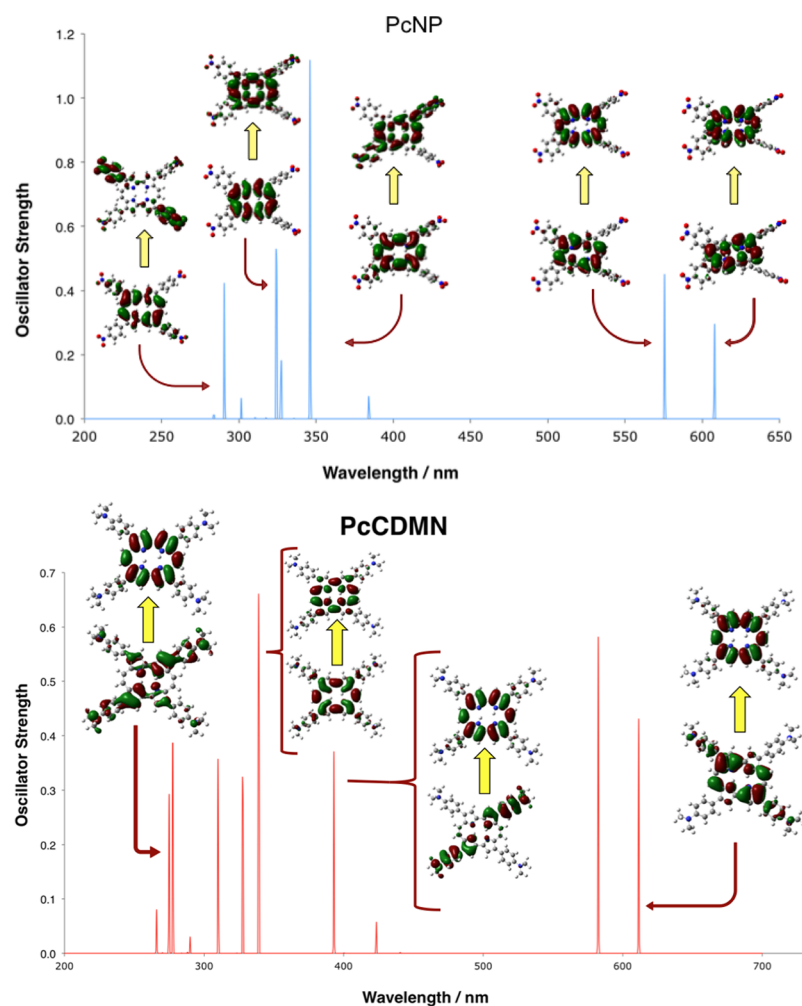 PcNP
1.2
1.0
0.8
0.6
0.4
0.2
0.0
Oscillator Strength
200 250 300 350 400 450 500 550 600 650
Wavelength / nm
PcCDMN
0.7
0.6
0.5
0.4
0.3
0.2
0.1
0.0
Oscillator Strength
200 300 400 500 600 700
Wavelength / nm